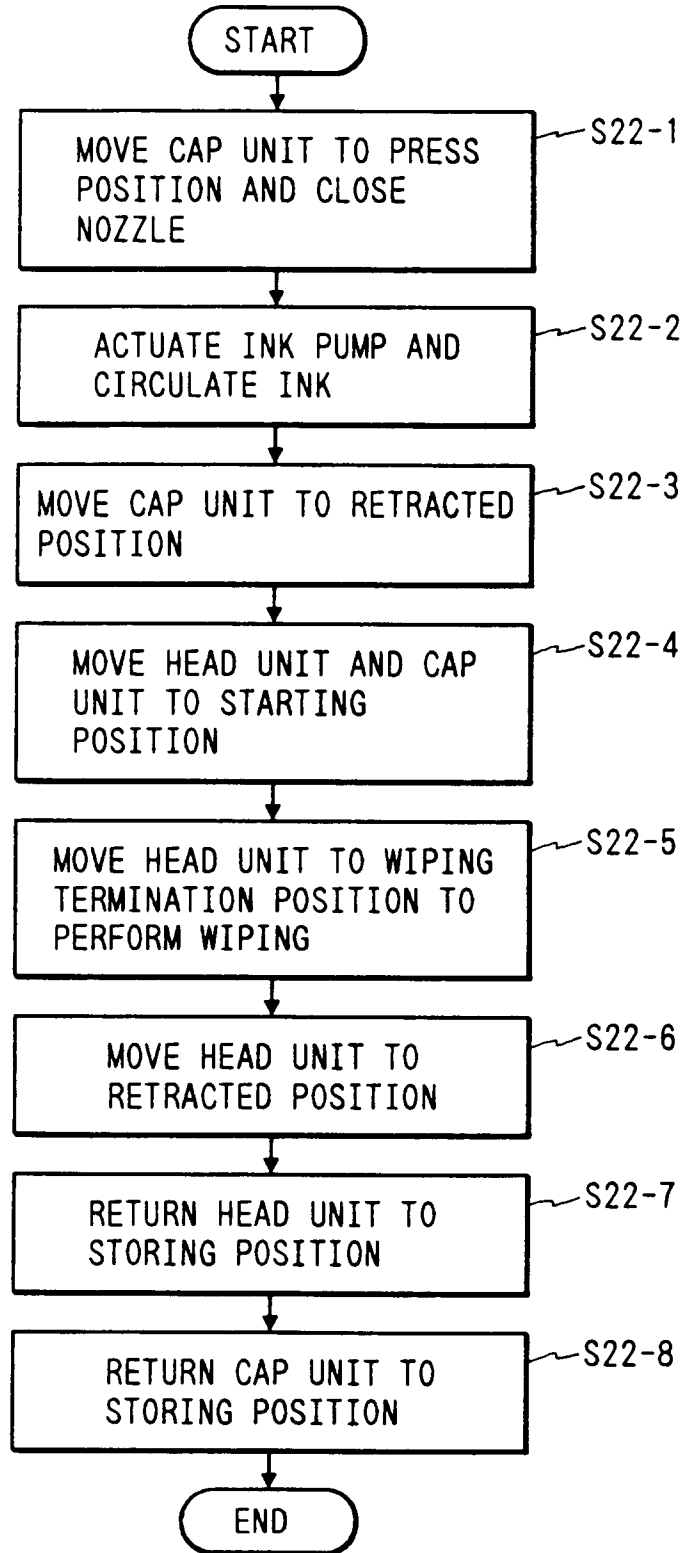 START
MOVE CAP UNIT TO PRESS
POSITION AND CLOSE
NOZZLE
S22-1
ACTUATE INK PUMP AND
CIRCULATE INK
S22-2
MOVE CAP UNIT TO RETRACTED
POSITION
S22-3
MOVE HEAD UNIT AND CAP
UNIT TO STARTING
POSITION
S22-4
MOVE HEAD UNIT TO WIPING
TERMINATION POSITION TO
PERFORM WIPING
S22-5
MOVE HEAD UNIT TO
RETRACTED POSITION
S22-6
RETURN HEAD UNIT TO
STORING POSITION
S22-7
RETURN CAP UNIT TO
STORING POSITION
S22-8
END